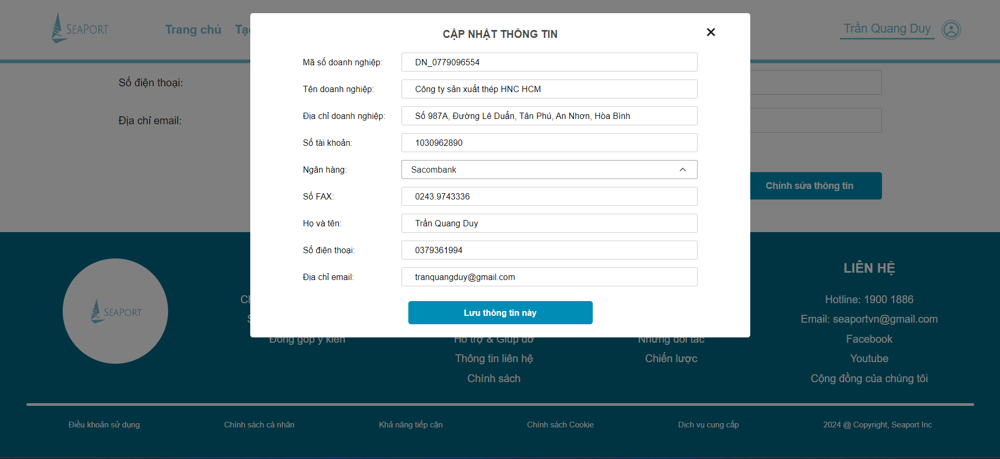 SEAPORT
Trang chủ
Trần Quang Duy
CẬP NHẬT THÔNG TIN
Mã số doanh nghiệp: DN_0779096554
Tên doanh nghiệp: Công ty sản xuất thép HNC HCM
Địa chỉ doanh nghiệp: Số 987A, Đường Lê Duẩn, Tân Phú, An Nhơn, Hòa Bình
Số tài khoản: 1030962890
Ngân hàng: Sacombank
Số FAX: 0243.9743336
Họ và tên: Trần Quang Duy
Số điện thoại: 0379361994
Địa chỉ email: tranquangduy@gmail.com
Lưu thông tin này
Số điện thoại:
Địa chỉ email:
Chỉnh sửa thông tin
SEAPORT
Đóng góp ý kiến
Hỗ trợ & Giúp đỡ
Thông tin liên hệ
Chính sách
Những đối tác
Chiến lược
LIÊN HỆ
Hotline: 1900 1886
Email: seaportvn@gmail.com
Facebook
Youtube
Cộng đồng của chúng tôi
Điều khoản sử dụng
Chính sách cá nhân
Khả năng tiếp cận
Chính sách Cookie
Dịch vụ cung cấp
2024 @ Copyright, Seaport Inc